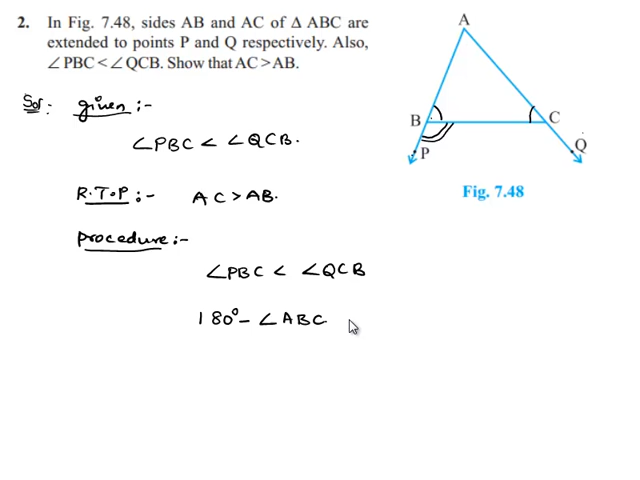 2. In Fig. 7.48, sides AB and AC of Δ ABC are
extended to points P and Q respectively. Also,
∠ PBC < ∠ QCB. Show that AC > AB.
Sol: given :-
∠PBC < ∠QCB.
R.T.P :- AC > AB.
procedure :-
∠PBC < ∠QCB
180° - ∠ABC
A
B
C
P
Q
Fig. 7.48